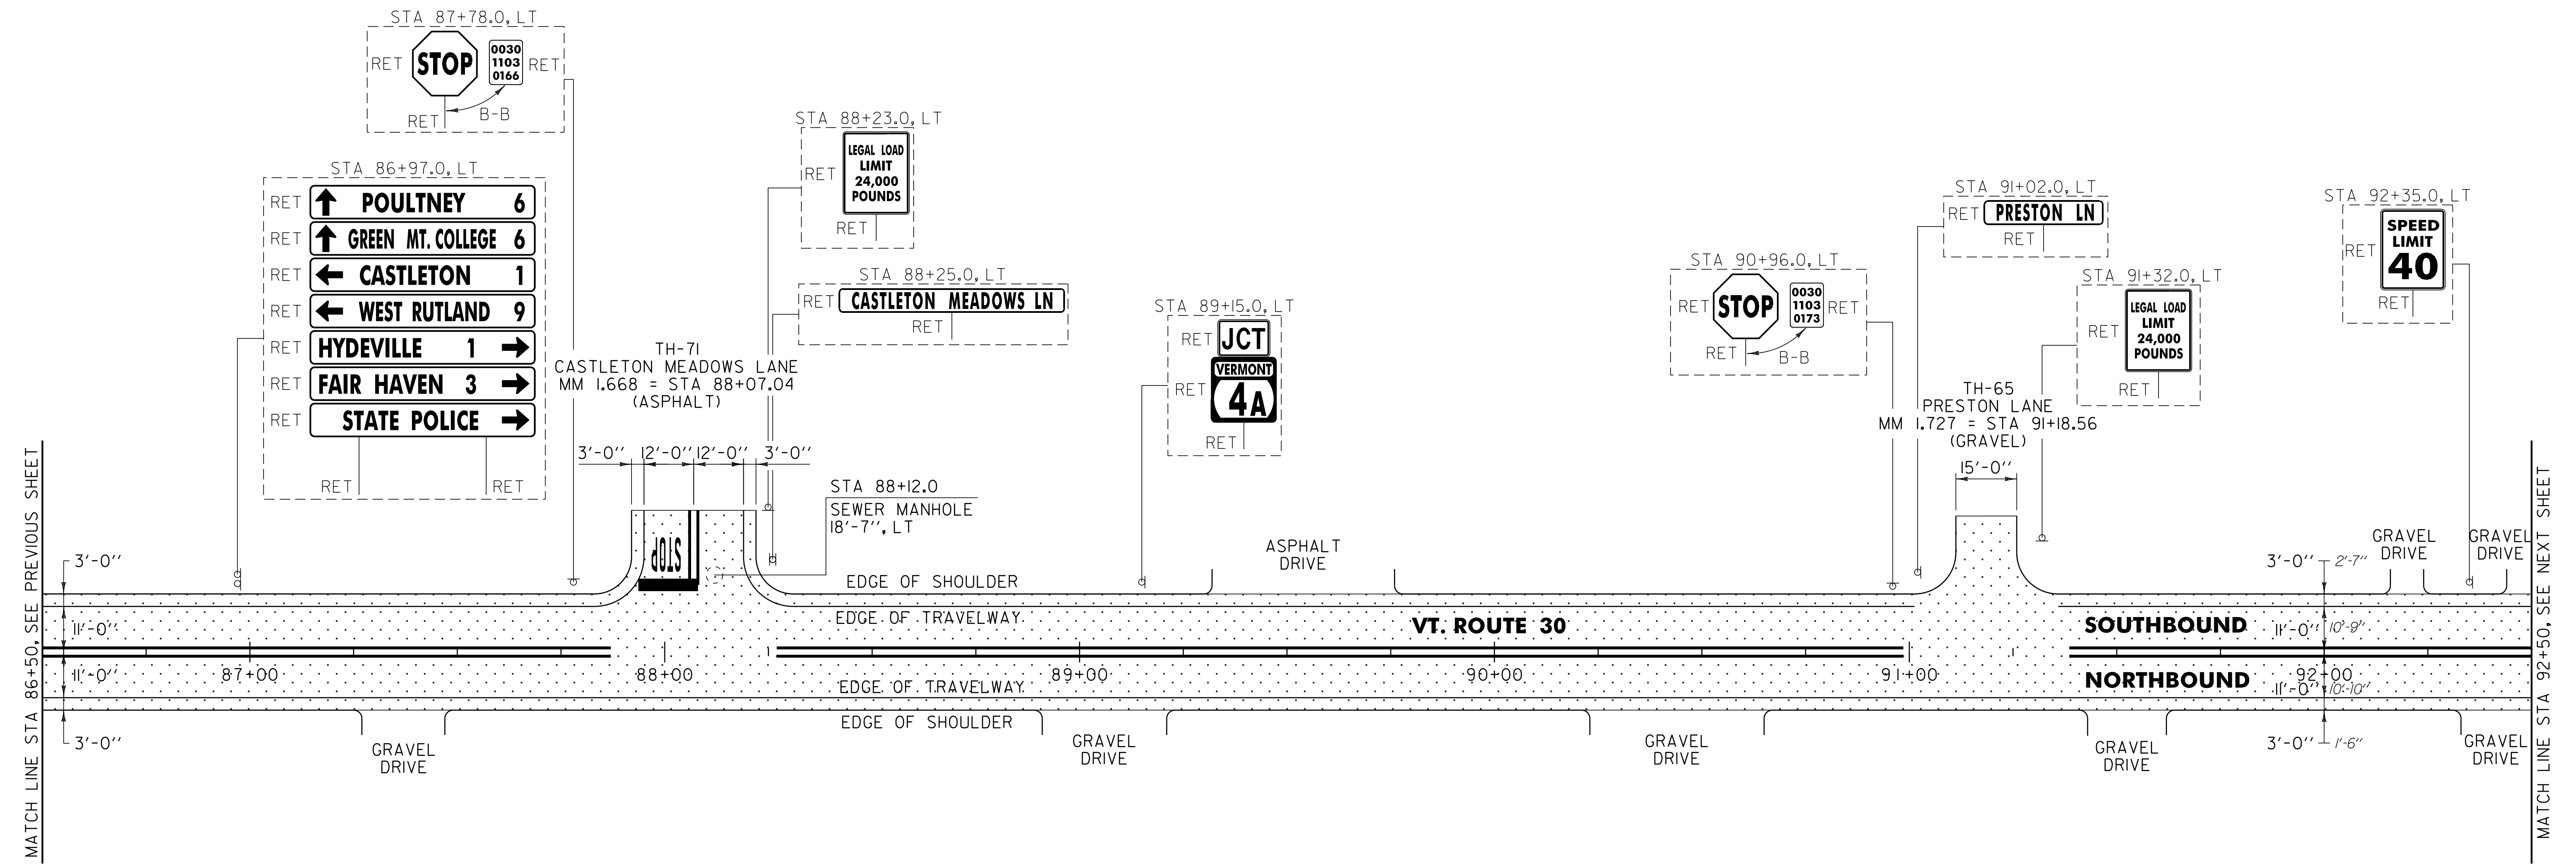 STA 87+78.0, LT
RET
STOP
0030
1103
0166
RET
RET
B-B
STA 86+97.0, LT
RET POULTNEY 6
RET GREEN MT. COLLEGE 6
RET CASTLETON 1
RET WEST RUTLAND 9
RET HYDEVILLE 1
RET FAIR HAVEN 3
RET STATE POLICE
RET
RET
TH-71
CASTLETON MEADOWS LANE
MM 1.668 = STA 88+07.04
(ASPHALT)
3'-0''
12'-0''
12'-0''
3'-0''
STOP
STA 88+23.0, LT
RET
LEGAL LOAD
LIMIT
24,000
POUNDS
RET
STA 88+25.0, LT
RET CASTLETON MEADOWS LN
RET
STA 88+12.0
SEWER MANHOLE
18'-7'', LT
STA 89+15.0, LT
RET JCT
VERMONT
RET 4A
RET
STA 90+96.0, LT
RET
STOP
0030
1103
0173
RET
RET
B-B
STA 91+02.0, LT
RET PRESTON LN
RET
STA 91+32.0, LT
RET
LEGAL LOAD
LIMIT
24,000
POUNDS
RET
TH-65
PRESTON LANE
MM 1.727 = STA 91+18.56
(GRAVEL)
15'-0''
STA 92+35.0, LT
RET
SPEED
LIMIT
40
RET
MATCH LINE STA 86+50, SEE PREVIOUS SHEET
3'-0''
11'-0''
11'-0''
3'-0''
EDGE OF SHOULDER
EDGE OF TRAVELWAY
ASPHALT
DRIVE
VT. ROUTE 30
SOUTHBOUND
NORTHBOUND
GRAVEL
DRIVE
GRAVEL
DRIVE
3'-0'' 2'-7''
11'-0'' 10'-9''
11'-0'' 10'-10''
3'-0'' 1'-6''
87+00
88+00
89+00
90+00
91+00
92+00
EDGE OF TRAVELWAY
EDGE OF SHOULDER
GRAVEL
DRIVE
GRAVEL
DRIVE
GRAVEL
DRIVE
GRAVEL
DRIVE
GRAVEL
DRIVE
MATCH LINE STA 92+50, SEE NEXT SHEET